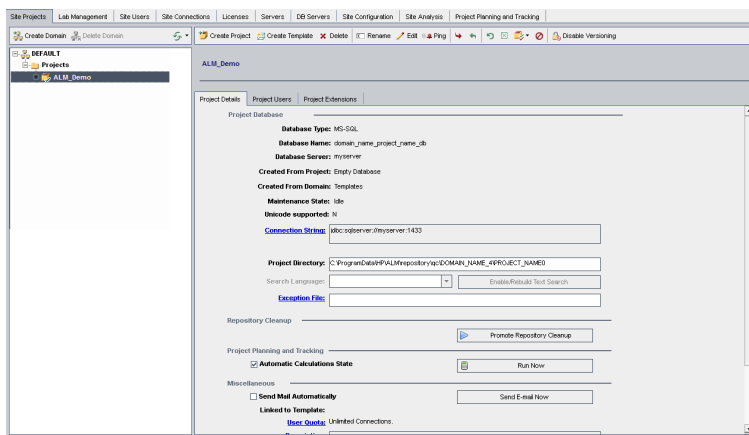 Site Projects Lab Management Site Users Site Connections Licenses Servers DB Servers Site Configuration Site Analysis Project Planning and Tracking
Create Domain Delete Domain Create Project Create Template Delete Rename Edit Ping Disable Versioning
DEFAULT
Projects
ALM_Demo
ALM_Demo
Project Details Project Users Project Extensions
Project Database
Database Type: MS-SQL
Database Name: domain_name_project_name_db
Database Server: myserver
Created From Project: Empty Database
Created From Domain: Templates
Maintenance State: Idle
Unicode supported: N
Connection String: jdbc:sqlserver://myserver:1433
Project Directory: C:\ProgramData\HP\ALM\repository\qc\DOMAIN_NAME_4\PROJECT_NAME0
Search Language: Enable/Rebuild Text Search
Exception File:
Repository Cleanup
Promote Repository Cleanup
Project Planning and Tracking
Automatic Calculations State Run Now
Miscellaneous
Send Mail Automatically Send E-mail Now
Linked to Template:
User Quota: Unlimited Connections.